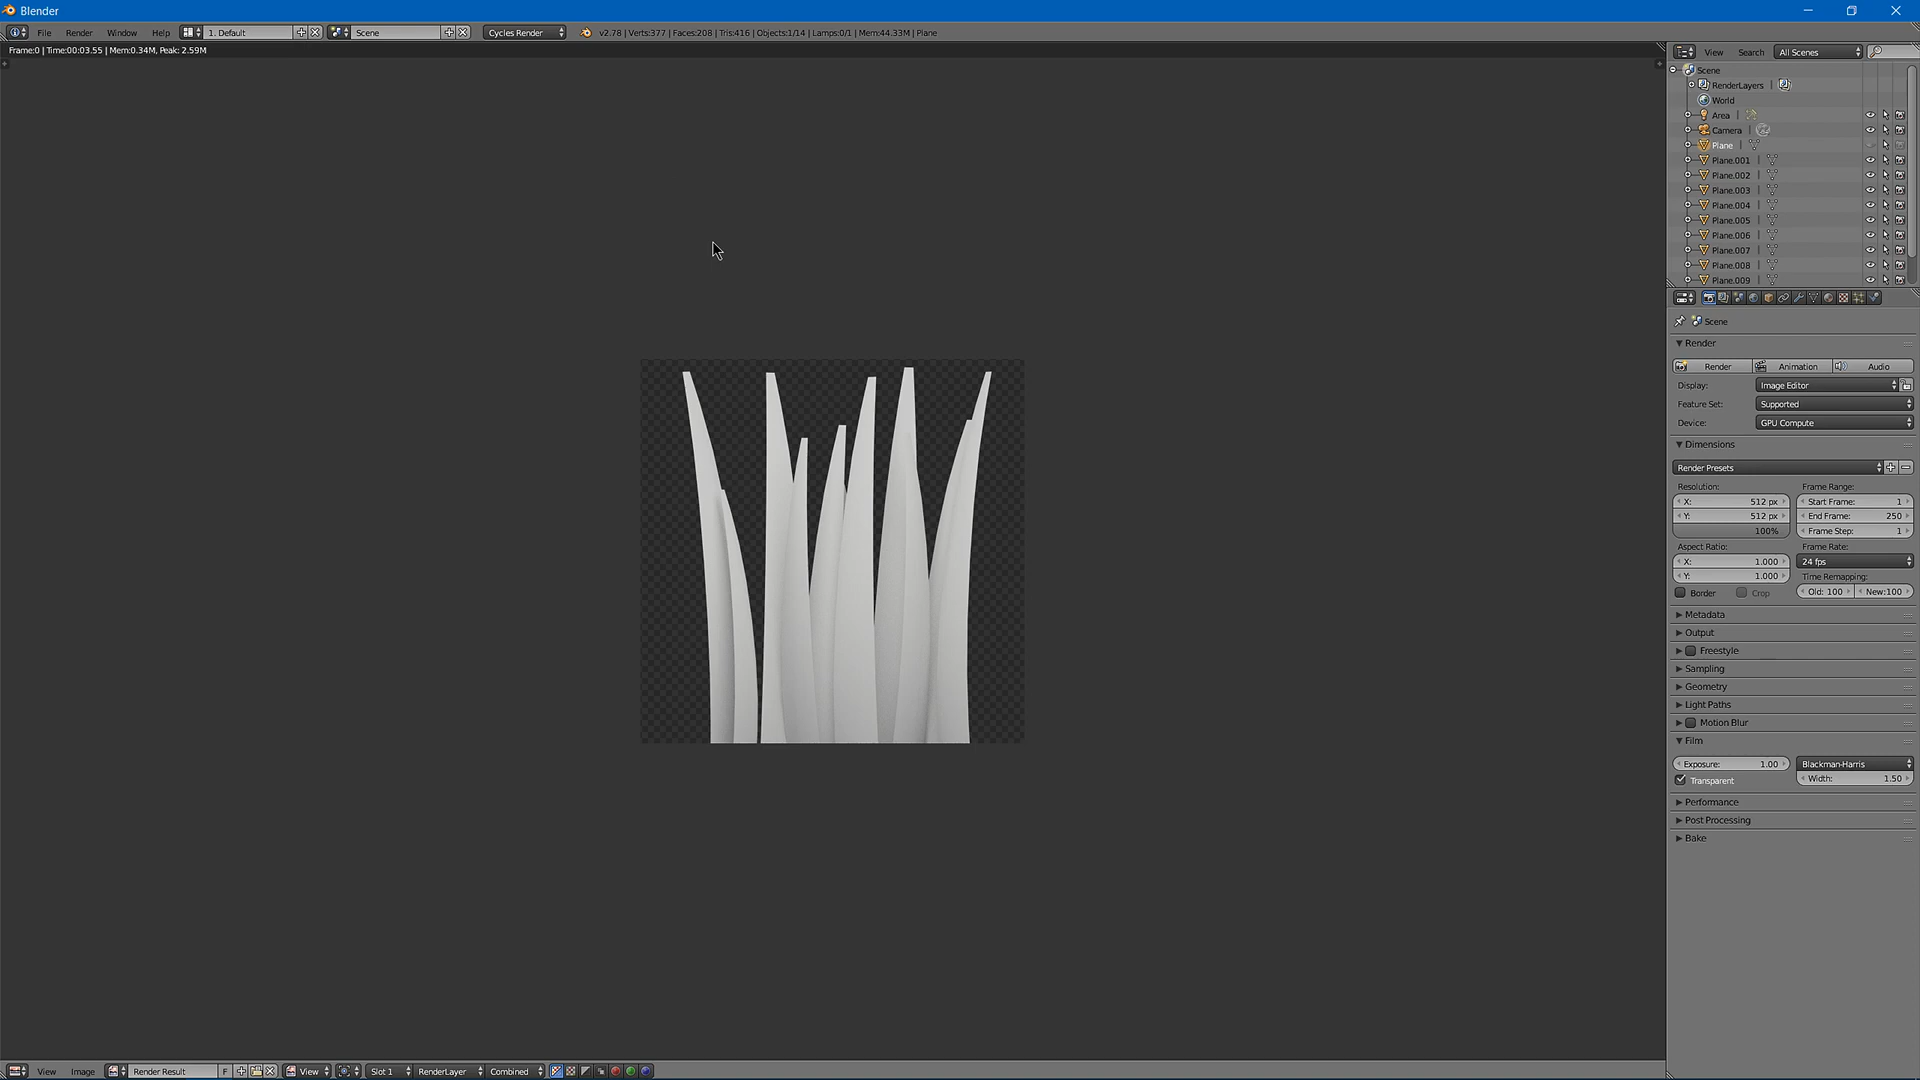 Blender
File Render Window Help 1. Default Scene Cycles Render v2.78 | Verts:377 | Faces:208 | Tris:416 | Objects:1/14 | Lamps:0/1 | Mem:44.33M | Plane
Frame:0 | Time:00:03.55 | Mem:0.34M, Peak: 2.59M
View Search All Scenes
Scene
RenderLayers |
World
Area |
Camera |
Plane |
Plane.001 |
Plane.002 |
Plane.003 |
Plane.004 |
Plane.005 |
Plane.006 |
Plane.007 |
Plane.008 |
Plane.009 |
Scene
Render
Render Animation Audio
Display: Image Editor
Feature Set: Supported
Device: GPU Compute
Dimensions
Render Presets
Resolution: Frame Range:
X: 512 px Start Frame: 1
Y: 512 px End Frame: 250
100% Frame Step: 1
Aspect Ratio: Frame Rate:
X: 1.000 24 fps
Y: 1.000 Time Remapping:
Border Crop Old: 100 New:100
Metadata
Output
Freestyle
Sampling
Geometry
Light Paths
Motion Blur
Film
Exposure: 1.00 Blackman-Harris
Transparent Width: 1.50
Performance
Post Processing
Bake
View Image Render Result F View Slot 1 RenderLayer Combined